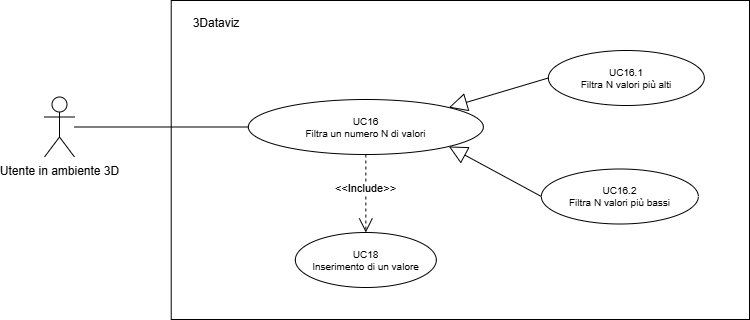 3Dataviz
UC16.1
Filtra N valori più alti
UC16
Filtra un numero N di valori
Utente in ambiente 3D
<<Include>>
UC16.2
Filtra N valori più bassi
UC18
Inserimento di un valore